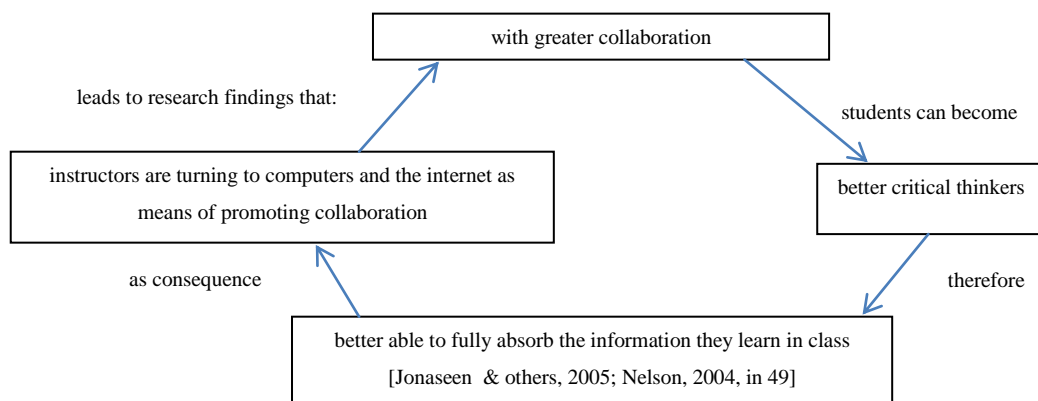 with greater collaboration
leads to research findings that:
students can become
instructors are turning to computers and the internet as
means of promoting collaboration
better critical thinkers
as consequence
therefore
better able to fully absorb the information they learn in class
[Jonaseen & others, 2005; Nelson, 2004, in 49]